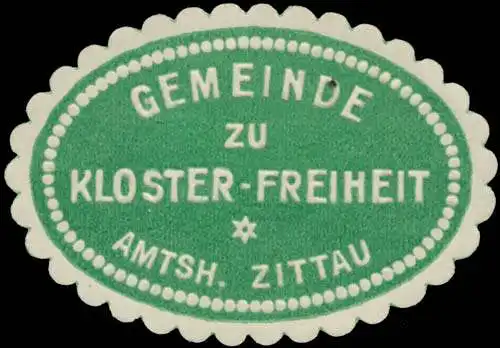 GEMEINDE
ZU
KLOSTER-FREIHEIT
AMTSH. ZITTAU